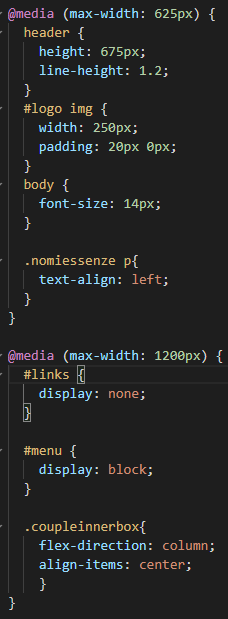 @media (max-width: 625px) {
  header {
    height: 675px;
    line-height: 1.2;
  }
  #logo img {
    width: 250px;
    padding: 20px 0px;
  }
  body {
    font-size: 14px;
  }

  .nomiessenze p{
    text-align: left;
  }
}

@media (max-width: 1200px) {
  #links {
    display: none;
  }

  #menu {
    display: block;
  }

  .coupleinnerbox{
    flex-direction: column;
    align-items: center;
    }
}